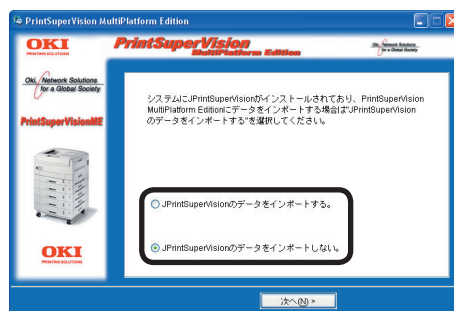 PrintSuperVision MultiPlatform Edition
OKI
PRINTING SOLUTIONS
PrintSuperVision
MultiPlatform Edition
Oki, Network Solutions
for a Global Society
Oki, Network Solutions
for a Global Society
PrintSuperVisionME
OKI
PRINTING SOLUTIONS
システムにJPrintSuperVisionがインストールされており、PrintSuperVision
MultiPlatform Editionにデータをインポートする場合は"JPrintSuperVision
のデータをインポートする"を選択してください。
JPrintSuperVisionのデータをインポートする。
JPrintSuperVisionのデータをインポートしない。
次へ(N) >